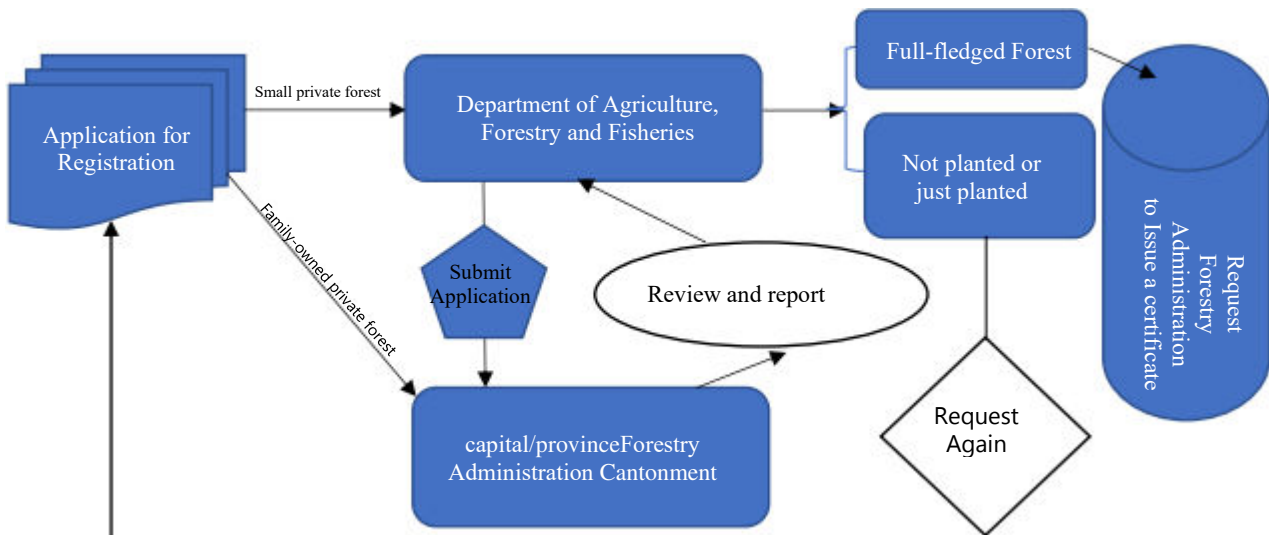 Application for
Registration
Small private forest
Family-owned private forest
Department of Agriculture,
Forestry and Fisheries
Submit
Application
capital/provinceForestry
Administration Cantonment
Review and report
Full-fledged Forest
Not planted or
just planted
Request
Again
Request
Forestry
Administration
to Issue a certificate